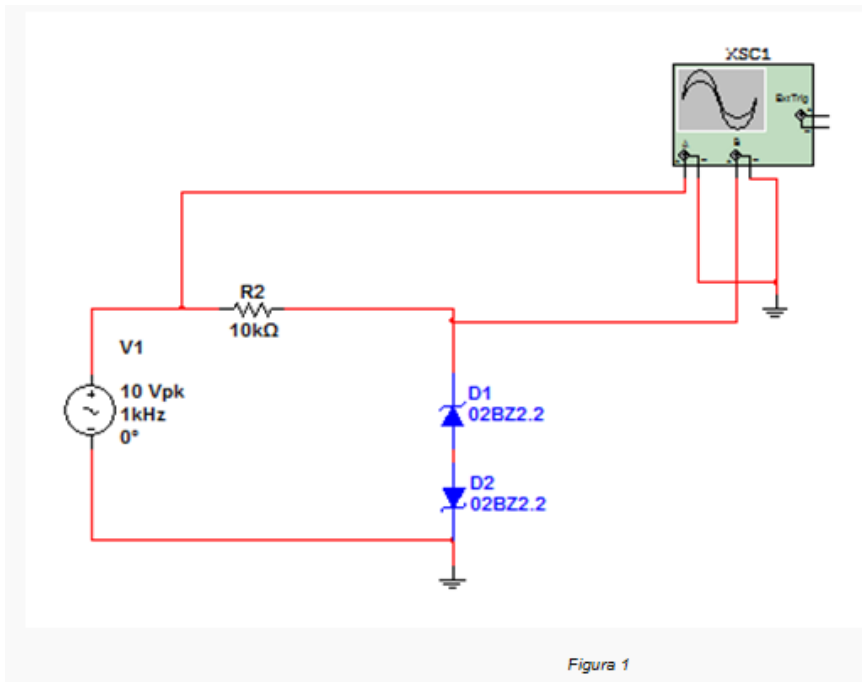 XSC1
Ext Trig
A
B
R2
10kΩ
V1
10 Vpk
1kHz
0°
D1
02BZ2.2
D2
02BZ2.2
Figura 1